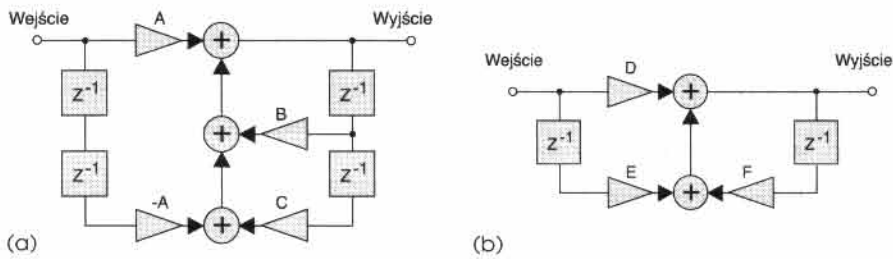 Wejście
A
Wyjście
+
z⁻¹
z⁻¹
B
+
z⁻¹
z⁻¹
-A
+
C
(a)
Wejście
D
Wyjście
+
z⁻¹
z⁻¹
E
+
F
(b)